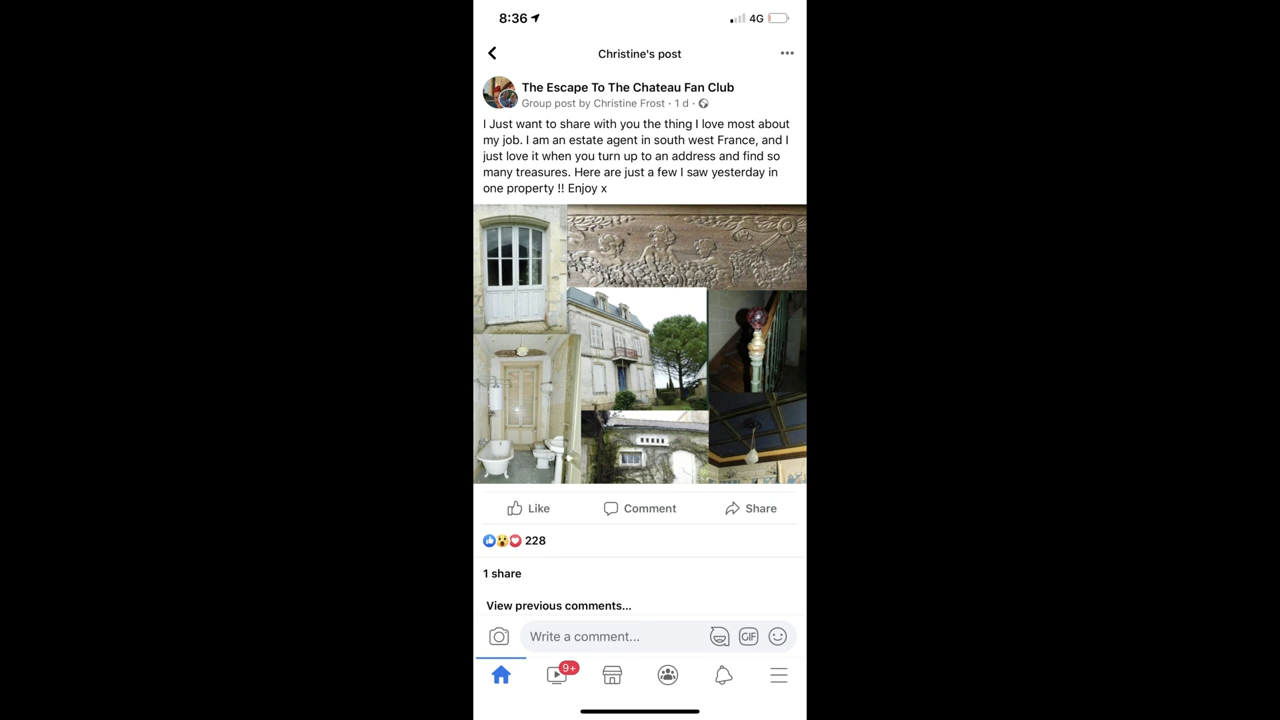 8:36 4G
Christine's post
The Escape To The Chateau Fan Club
Group post by Christine Frost · 1 d ·
I Just want to share with you the thing I love most about
my job. I am an estate agent in south west France, and I
just love it when you turn up to an address and find so
many treasures. Here are just a few I saw yesterday in
one property !! Enjoy x
Like Comment Share
228
1 share
View previous comments...
Write a comment... GIF
9+